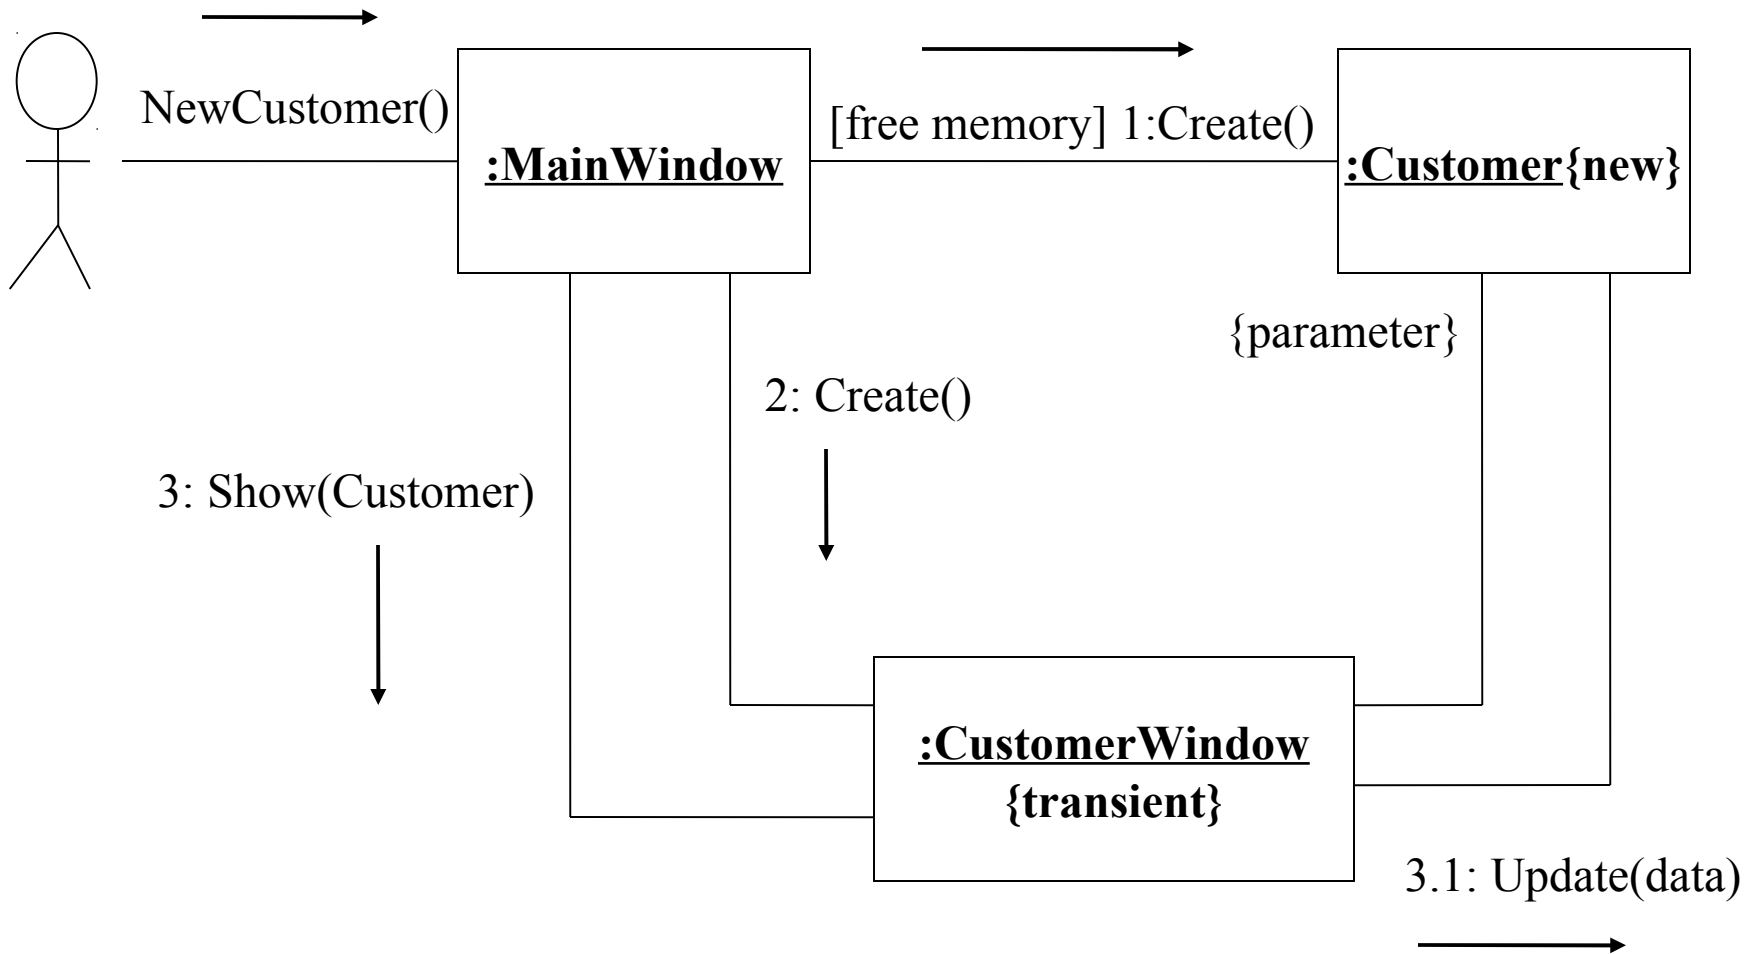 NewCustomer()
[free memory] 1:Create()
:MainWindow
:Customer{new}
{parameter}
2: Create()
3: Show(Customer)
:CustomerWindow
{transient}
3.1: Update(data)